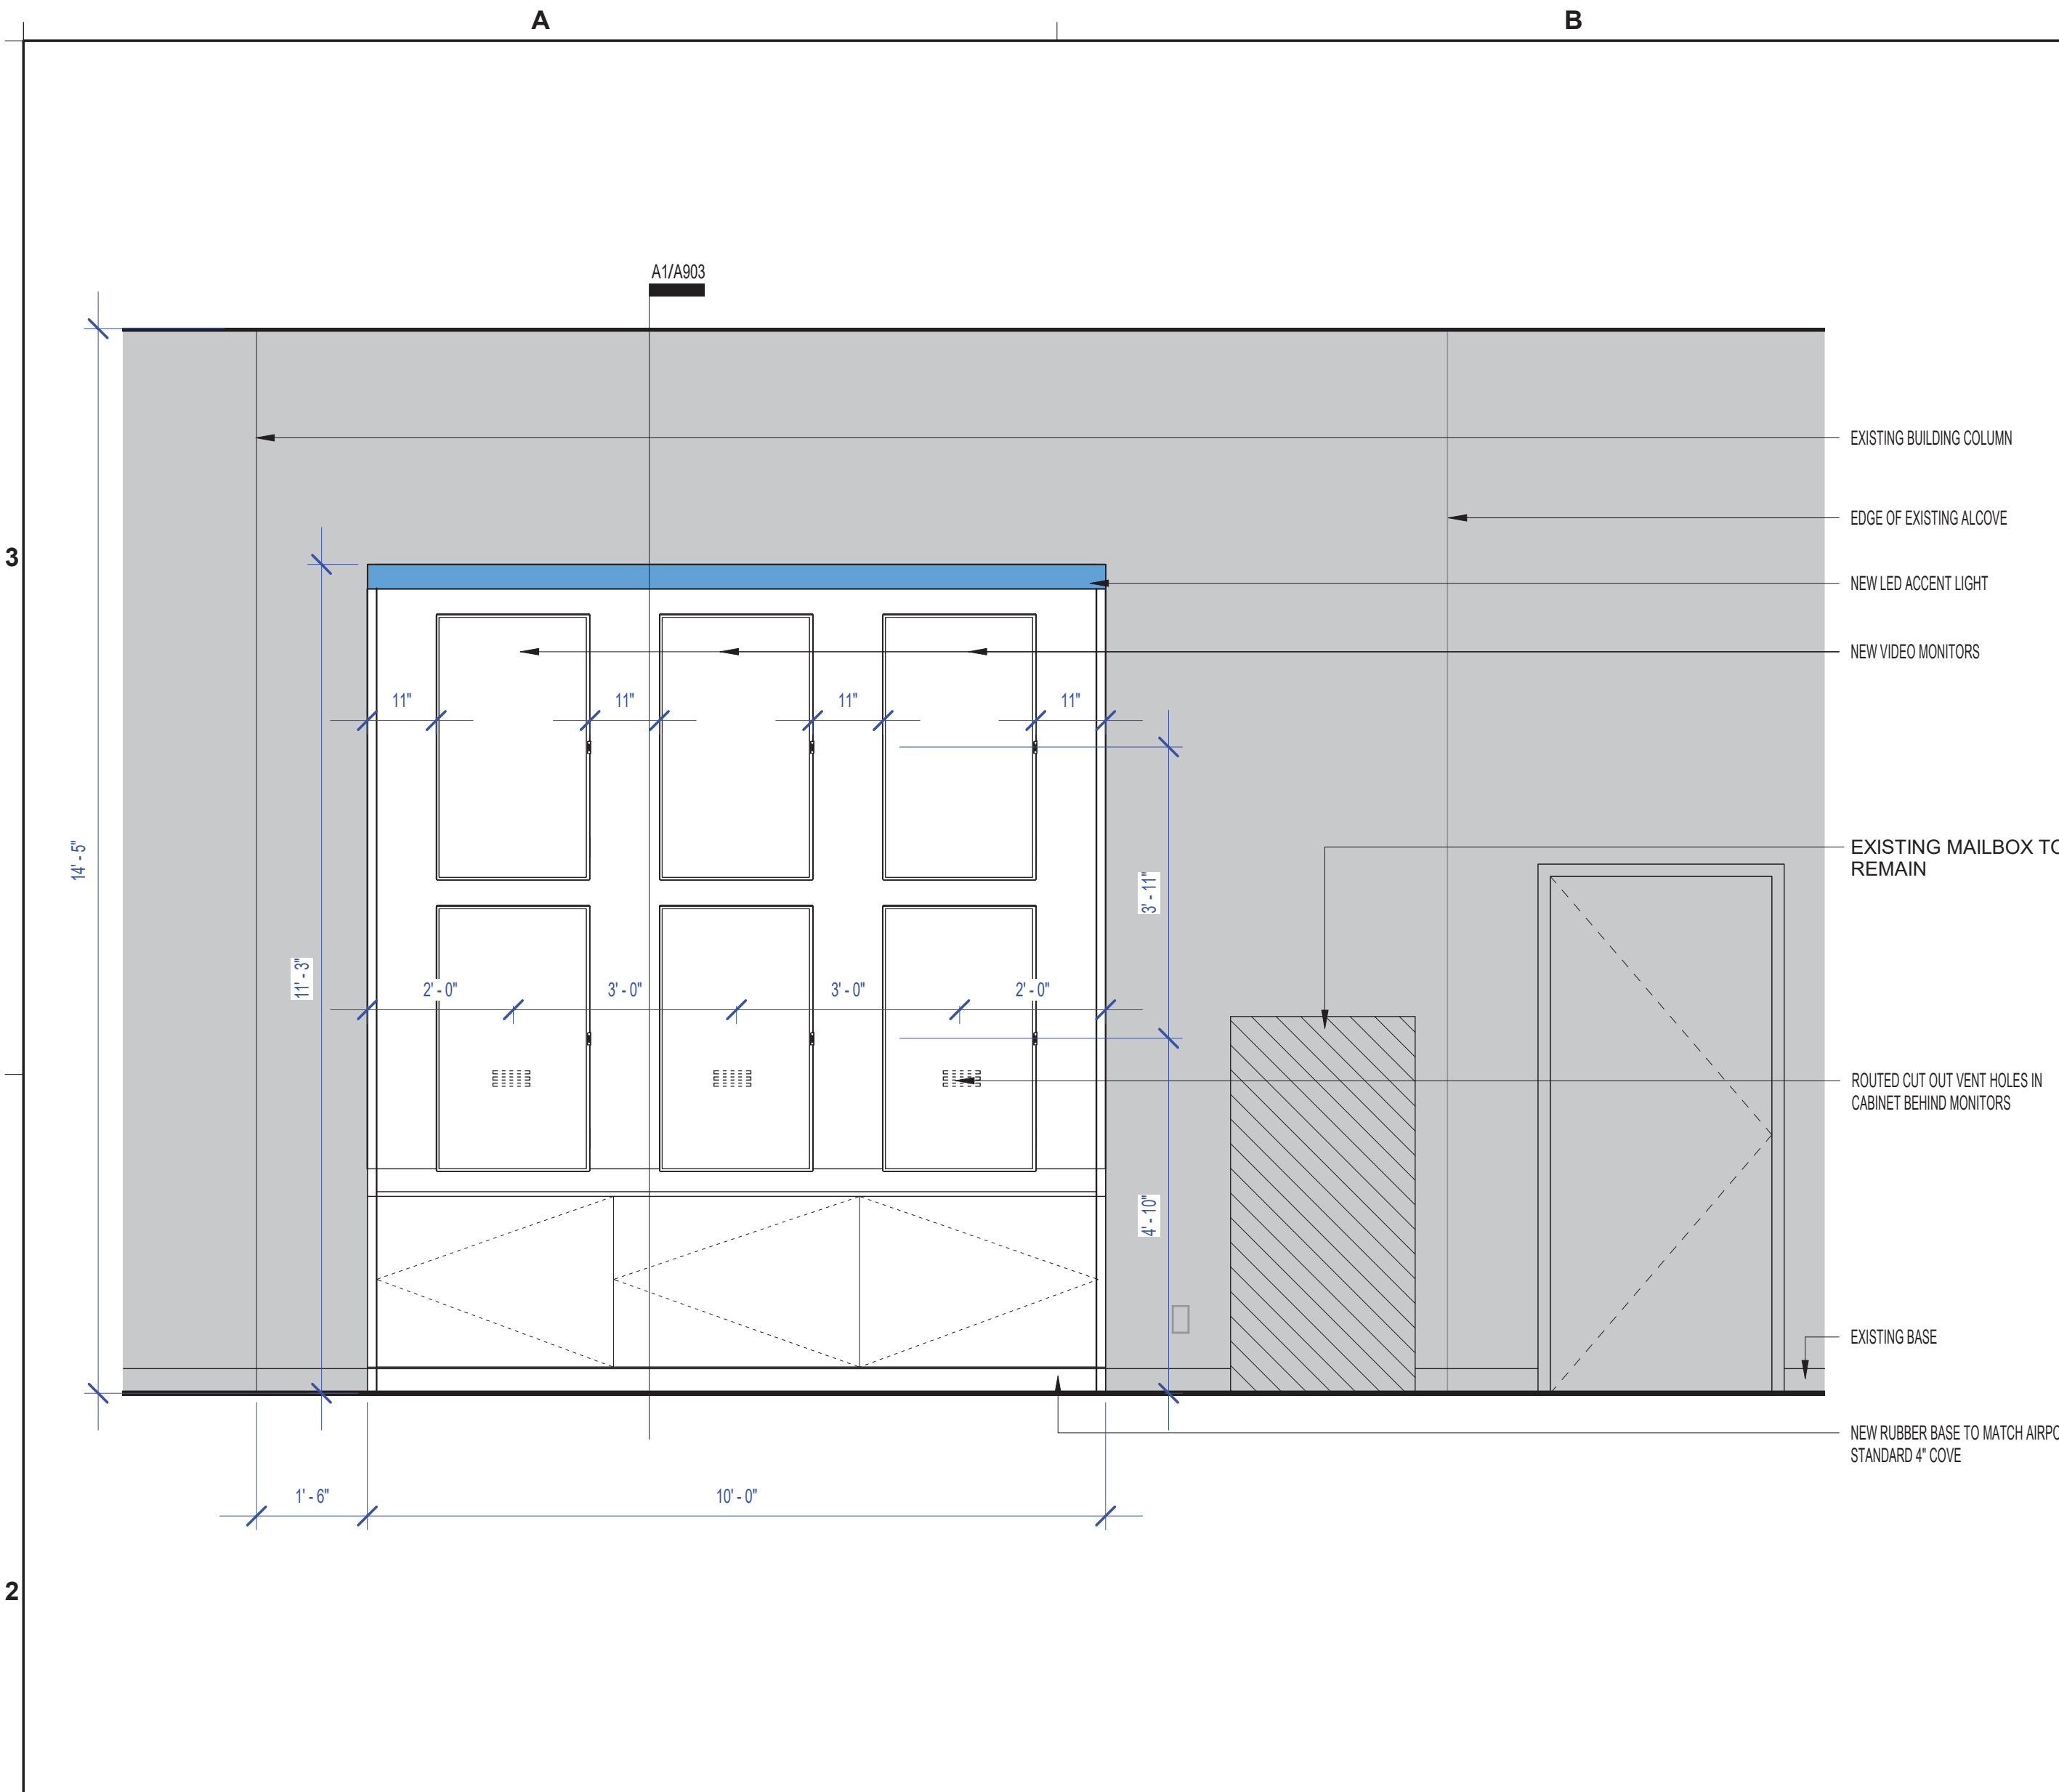 A
B
A1/A903
EXISTING BUILDING COLUMN
EDGE OF EXISTING ALCOVE
3
NEW LED ACCENT LIGHT
NEW VIDEO MONITORS
11"
11"
11"
11"
14' - 5"
EXISTING MAILBOX TO
REMAIN
3' - 11"
11' - 3"
2' - 0"
3' - 0"
3' - 0"
2' - 0"
ROUTED CUT OUT VENT HOLES IN
CABINET BEHIND MONITORS
4' - 10"
EXISTING BASE
NEW RUBBER BASE TO MATCH
STANDARD 4" COVE
1' - 6"
10' - 0"
2